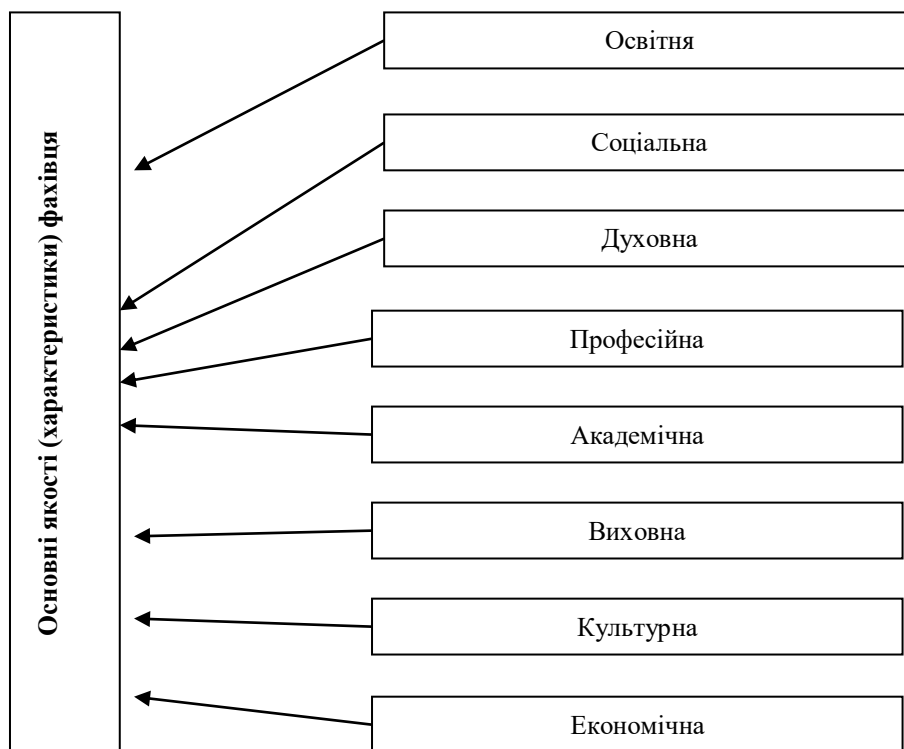 Основні якості (характеристики) фахівця
Освітня
Соціальна
Духовна
Професійна
Академічна
Виховна
Культурна
Економічна